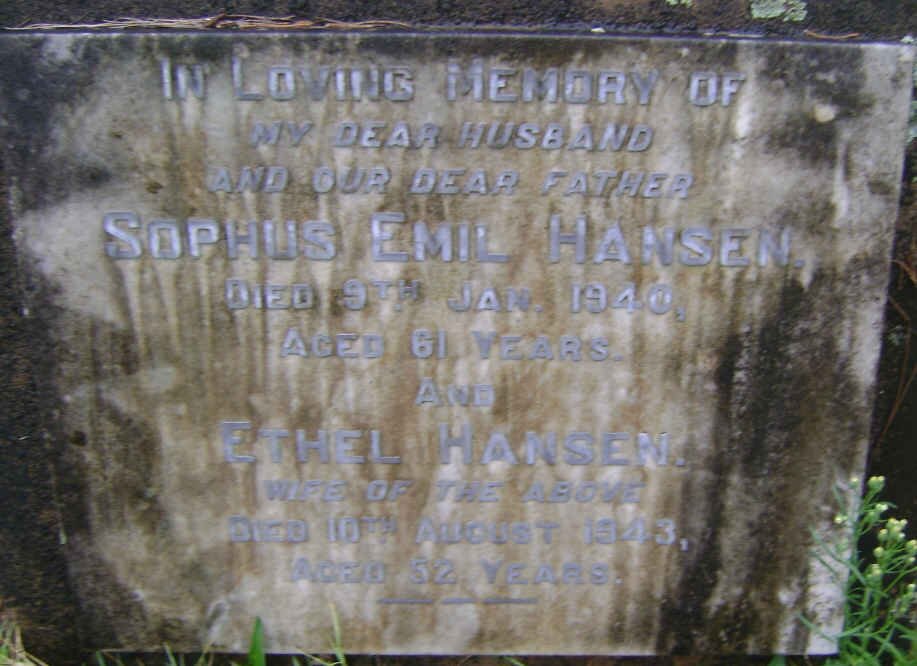 In Loving Memory of
MY DEAR HUSBAND
AND OUR DEAR FATHER
Sophus Emil Hansen.
Died 9th Jan. 1940,
Aged 61 Years.
And
Ethel Hansen.
WIFE OF THE ABOVE
Died 10th August 1943,
Aged 52 Years.